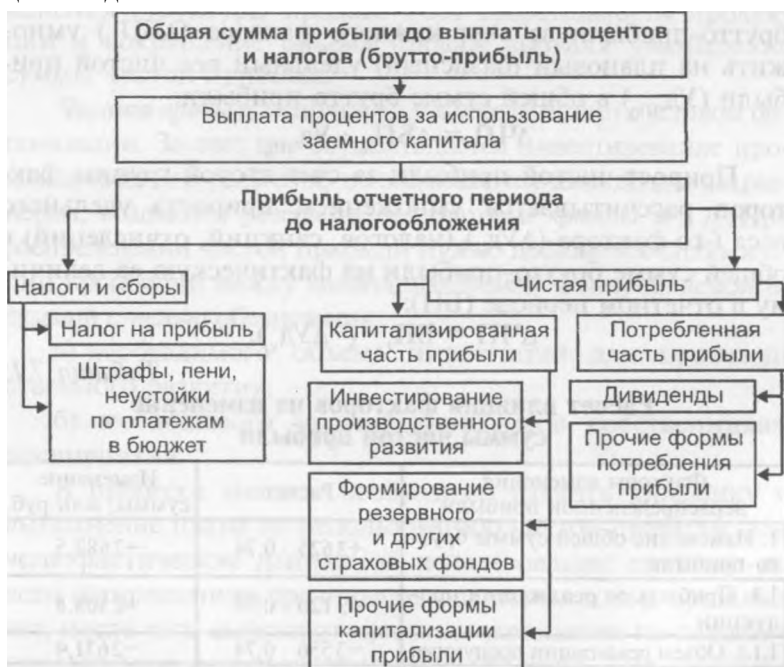 Общая сумма прибыли до выплаты процентов
и налогов (брутто-прибыль)
Выплата процентов за использование
заемного капитала
Прибыль отчетного периода
до налогообложения
Налоги и сборы
Чистая прибыль
Налог на прибыль
Штрафы, пени,
неустойки
по платежам
в бюджет
Капитализированная
часть прибыли
Инвестирование
производственного
развития
Формирование
резервного
и других
страховых фондов
Прочие формы
капитализации
прибыли
Потребленная
часть прибыли
Дивиденды
Прочие формы
потребления
прибыли